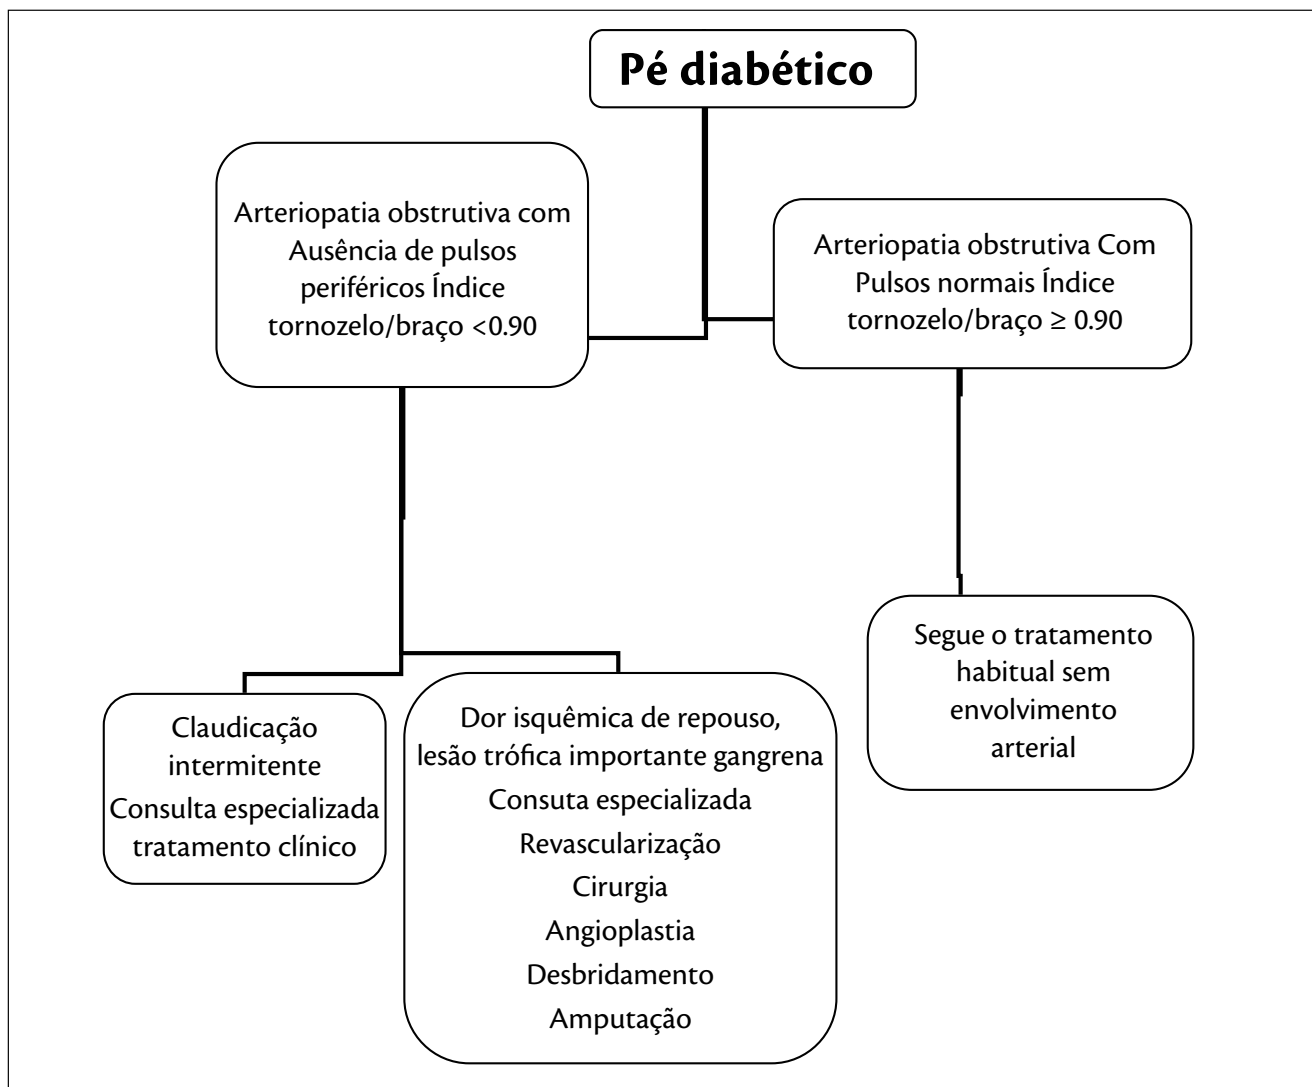 Pé diabético
Arteriopatia obstrutiva com
Ausência de pulsos
periféricos Índice
tornozelo/braço <0.90
Arteriopatia obstrutiva Com
Pulsos normais Índice
tornozelo/braço ≥ 0.90
Claudicação
intermitente
Consulta especializada
tratamento clínico
Dor isquêmica de repouso,
lesão trófica importante gangrena
Consuta especializada
Revascularização
Cirurgia
Angioplastia
Desbridamento
Amputação
Segue o tratamento
habitual sem
envolvimento
arterial